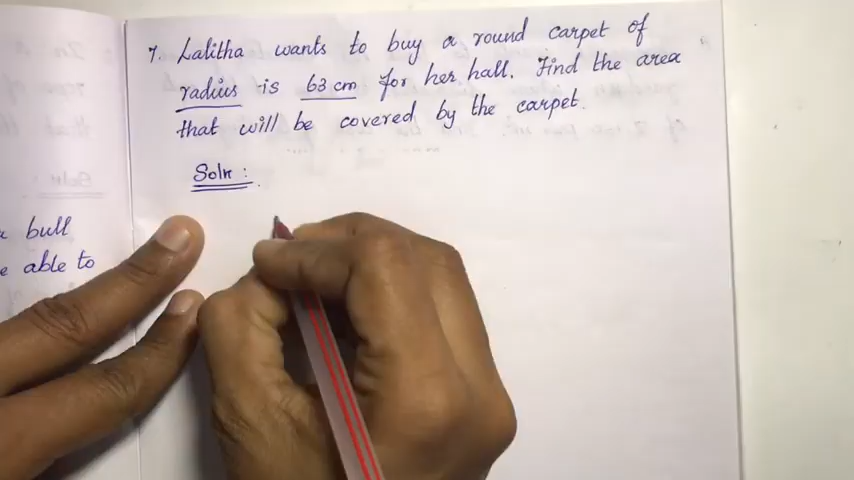 7. Lalitha wants to buy a round carpet of
radius is 63 cm for her hall. Find the area
that will be covered by the carpet.
Soln :
bull
e able to